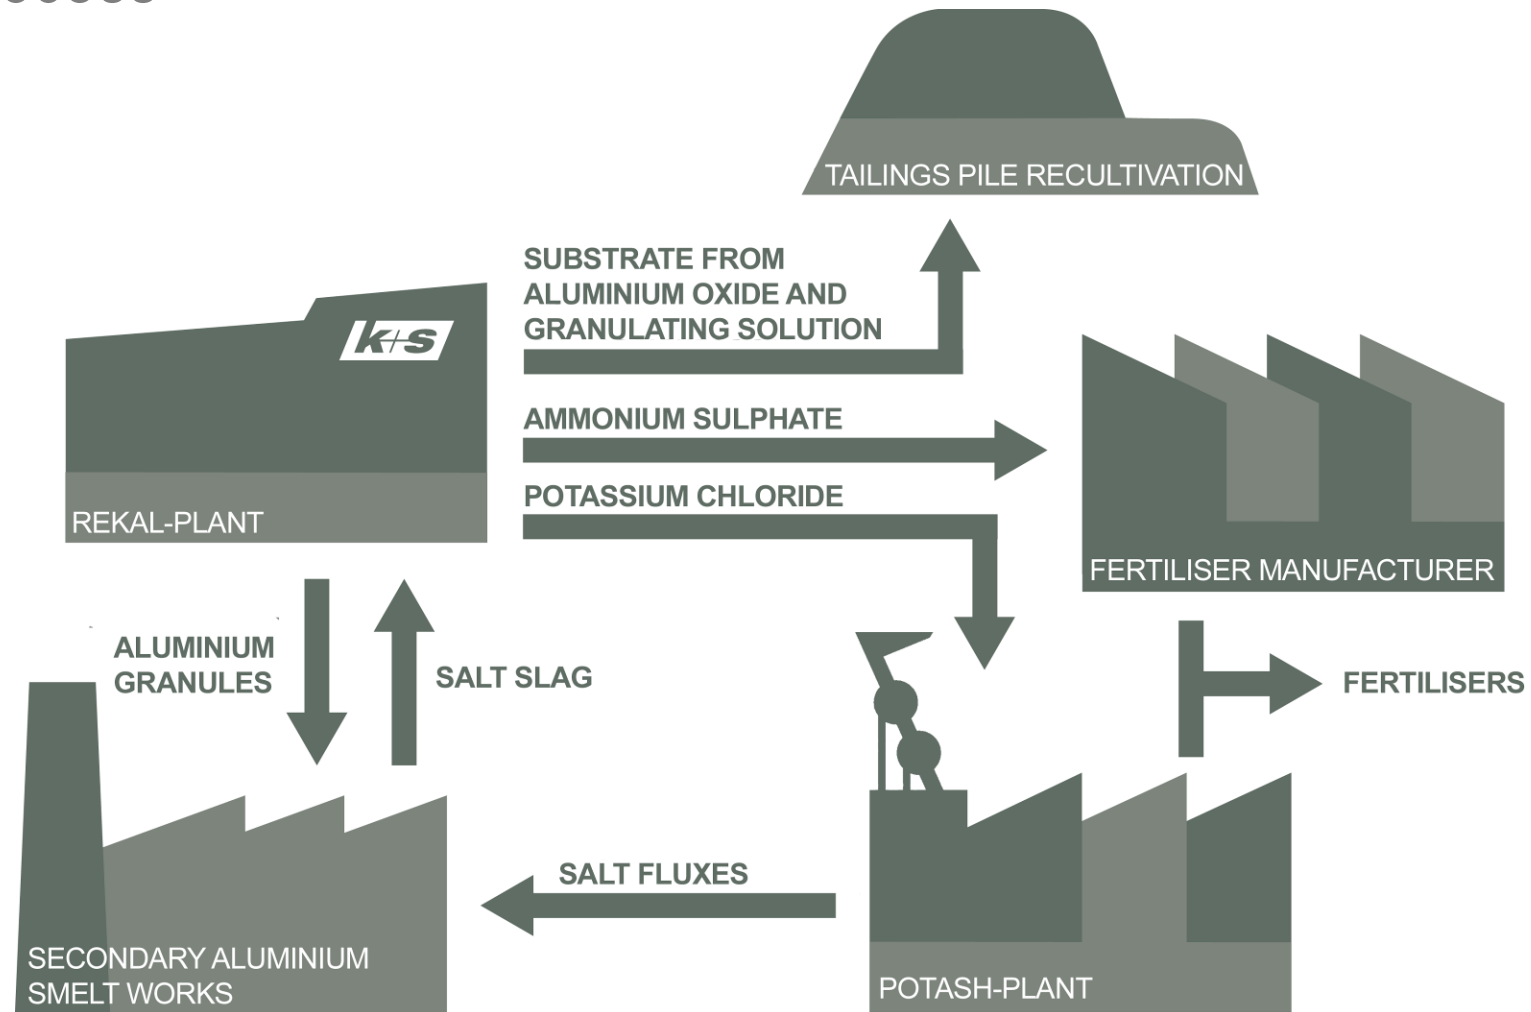 TAILINGS PILE RECULTIVATION
SUBSTRATE FROM
ALUMINIUM OXIDE AND
GRANULATING SOLUTION
k+s
AMMONIUM SULPHATE
POTASSIUM CHLORIDE
REKAL-PLANT
FERTILISER MANUFACTURER
ALUMINIUM
GRANULES
SALT SLAG
FERTILISERS
SALT FLUXES
SECONDARY ALUMINIUM
SMELT WORKS
POTASH-PLANT